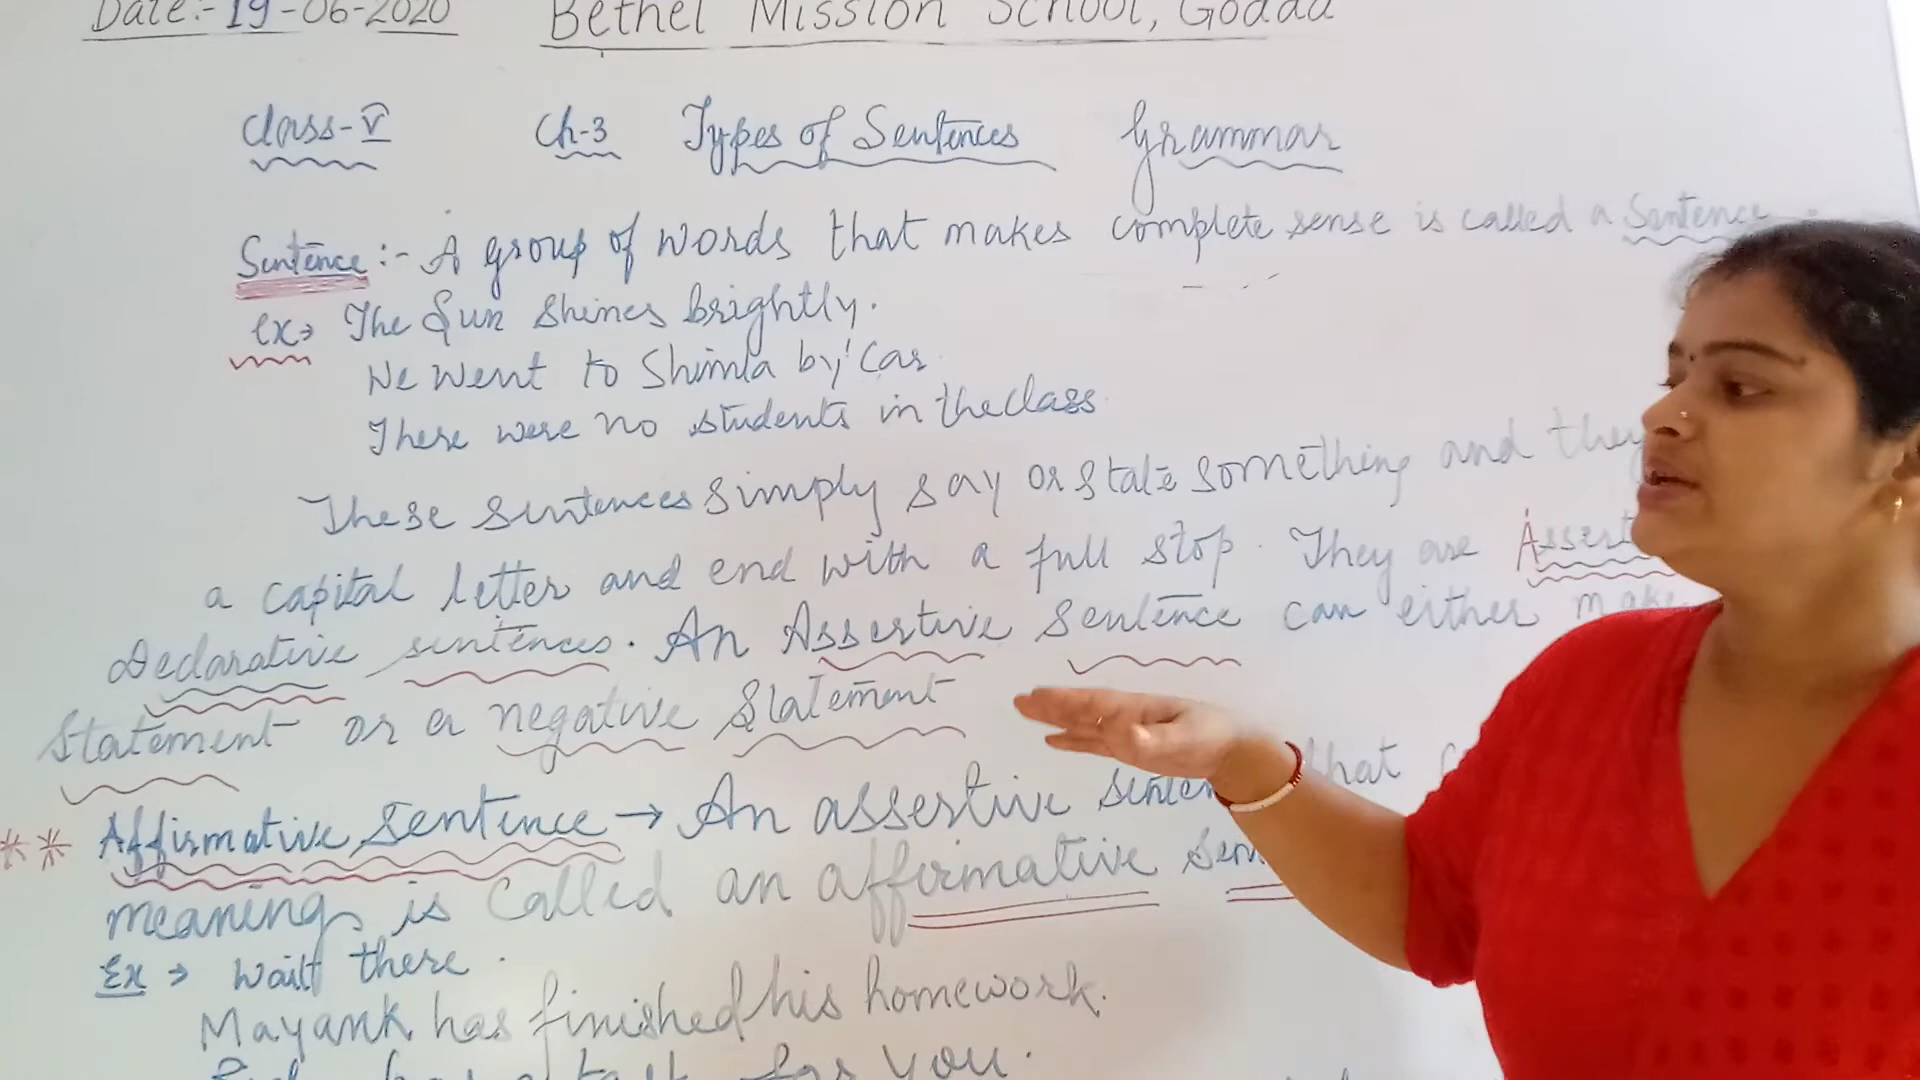 Date:- 19-06-2020 Bethel Mission School, Godda
Class-V Ch-3 Types of Sentences Grammar
Sentence:- A group of words that makes complete sense is called a Sentence
ex→ The Sun Shines brightly.
We went to Shimla by Car
There were no students in the class.
These sentences simply say or state something and they
a capital letter and end with a full stop. They are
Declarative sentences. An Assertive Sentence can either make
Statement or a negative Statement
** Affirmative Sentence → An assertive that
meaning is called an affirmative
Ex → Wait there.
Mayank has finished his homework.
for you.